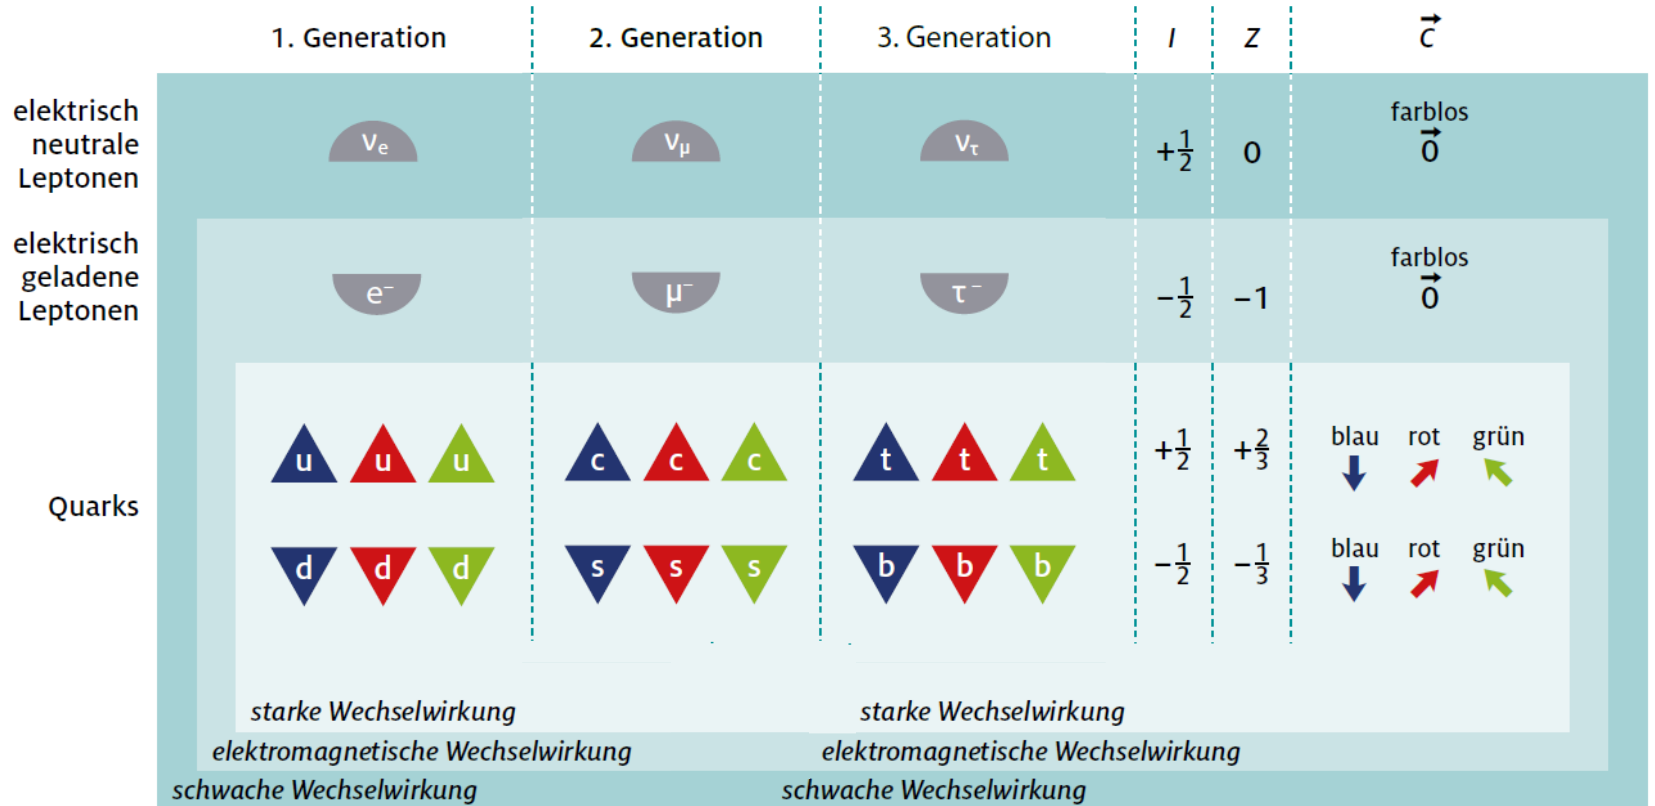 1. Generation 2. Generation 3. Generation I Z C⃗
elektrisch
neutrale
Leptonen
νe νμ ντ +1/2 0 farblos 0⃗
elektrisch
geladene
Leptonen
e⁻ μ⁻ τ⁻ −1/2 −1 farblos 0⃗
Quarks
u u u c c c t t t +1/2 +2/3 blau rot grün
d d d s s s b b b −1/2 −1/3 blau rot grün
starke Wechselwirkung starke Wechselwirkung
elektromagnetische Wechselwirkung elektromagnetische Wechselwirkung
schwache Wechselwirkung schwache Wechselwirkung